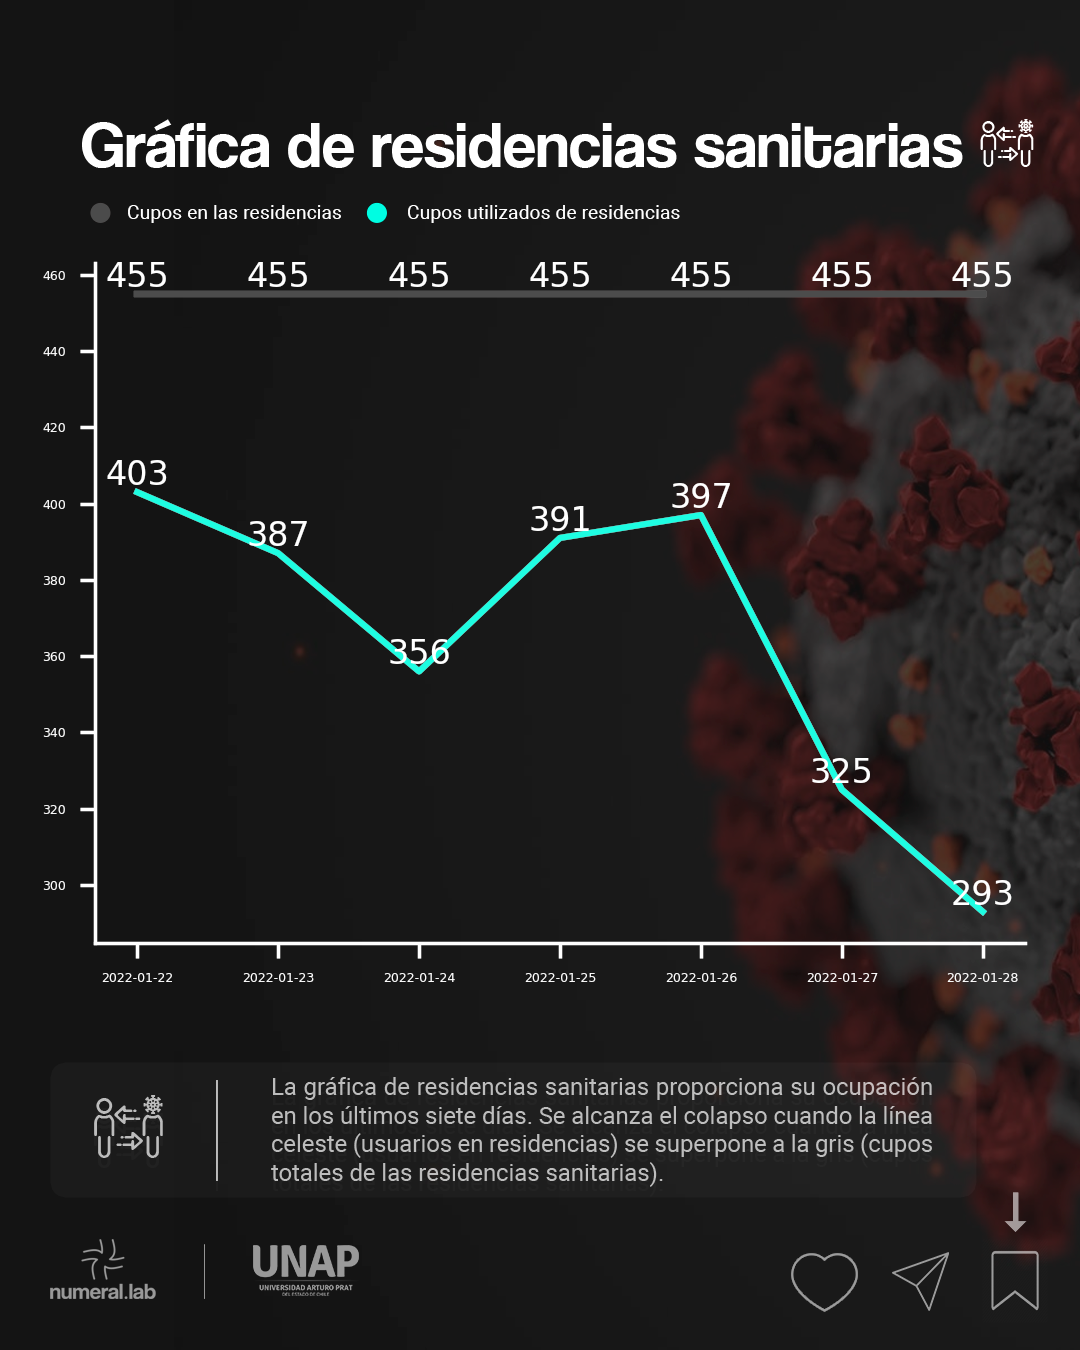 Gráfica de residencias sanitarias
Cupos en las residencias Cupos utilizados de residencias
460
455 455 455 455 455 455 455
440
420
403
400
397
391
387
380
356
360
340
325
320
300
293
2022-01-22 2022-01-23 2022-01-24 2022-01-25 2022-01-26 2022-01-27 2022-01-28
La gráfica de residencias sanitarias proporciona su ocupación
en los últimos siete días. Se alcanza el colapso cuando la línea
celeste (usuarios en residencias) se superpone a la gris (cupos
totales de las residencias sanitarias).
numeral.lab
UNAP
UNIVERSIDAD ARTURO PRAT
DEL ESTADO DE CHILE